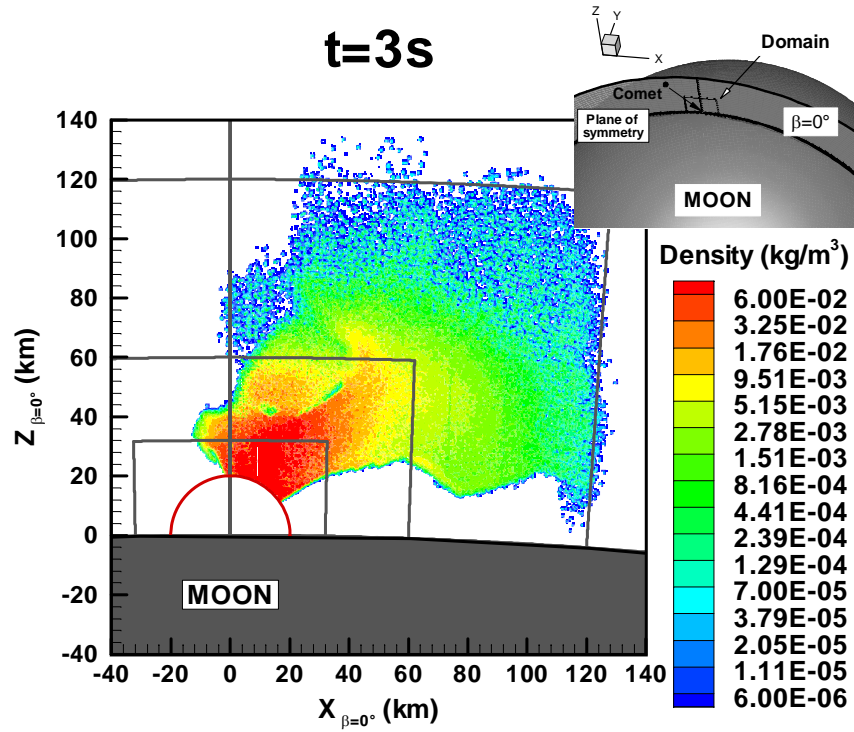 t=3s
Z
Y
X
Domain
Comet
Plane of
symmetry
β=0°
MOON
Density (kg/m³)
6.00E-02
3.25E-02
1.76E-02
9.51E-03
5.15E-03
2.78E-03
1.51E-03
8.16E-04
4.41E-04
2.39E-04
1.29E-04
7.00E-05
3.79E-05
2.05E-05
1.11E-05
6.00E-06
140
120
100
80
60
40
20
0
-20
-40
Z β=0° (km)
MOON
-40 -20 0 20 40 60 80 100 120 140
X β=0° (km)